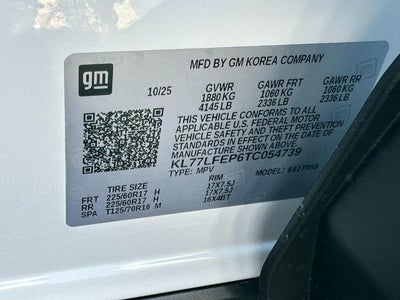 gm
MFD BY GM KOREA COMPANY
10/25 GVWR GAWR FRT GAWR RR
1880 KG 1060 KG 1060 KG
4145 LB 2336 LB 2336 LB
THIS VEHICLE CONFORMS TO ALL
APPLICABLE U.S. FEDERAL MOTOR
VEHICLE SAFETY, BUMPER, AND THEFT
PREVENTION STANDARDS IN
EFFECT ON THE DATE OF
MANUFACTURE SHOWN ABOVE.
KL77LFEP6TC054739
TYPE: MPV 691TRS8
TIRE SIZE RIM
FRT 225/60R17 H 17X7.5J
RR 225/60R17 H 17X7.5J
SPA T125/70R16 M 16X4BT